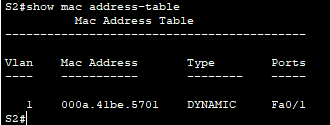 S2#show mac address-table
Mac Address Table
-------------------------------------------
Vlan Mac Address Type Ports
---- ----------- -------- -----
1 000a.41be.5701 DYNAMIC Fa0/1
S2#